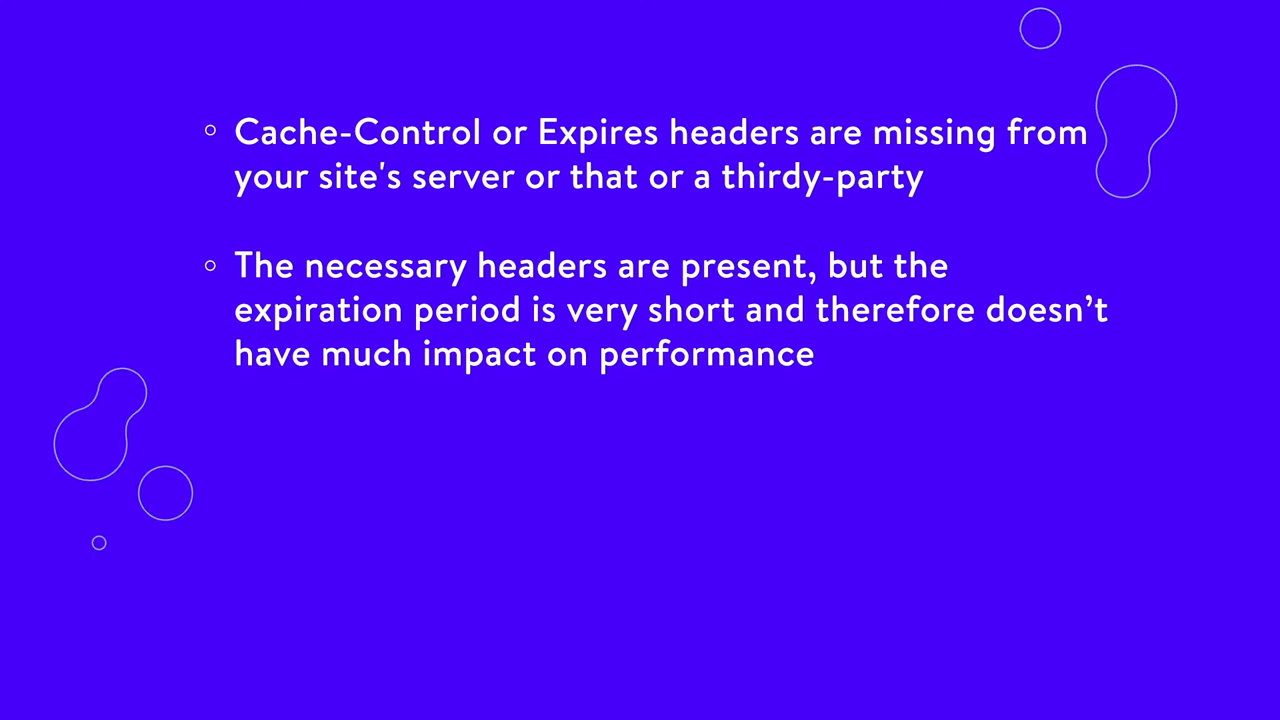 Cache-Control or Expires headers are missing from
your site's server or that or a thirdy-party
The necessary headers are present, but the
expiration period is very short and therefore doesn’t
have much impact on performance